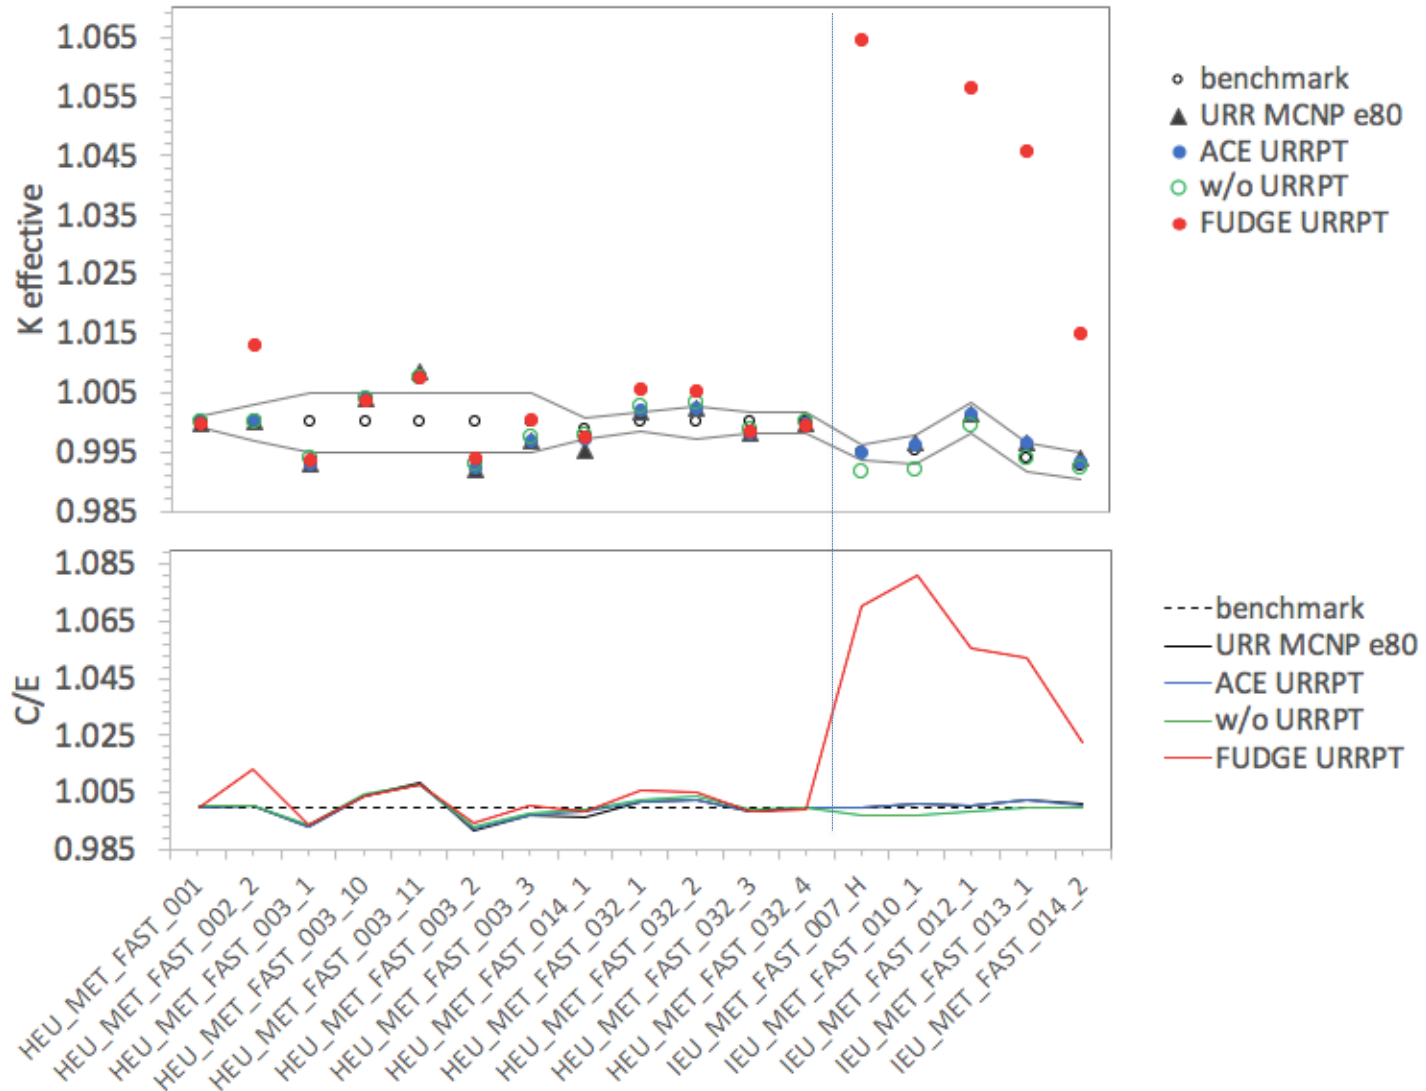 1.065
1.055
1.045
1.035
1.025
1.015
1.005
0.995
0.985
K effective
benchmark
URR MCNP e80
ACE URRPT
w/o URRPT
FUDGE URRPT
1.085
1.065
1.045
1.025
1.005
0.985
C/E
benchmark
URR MCNP e80
ACE URRPT
w/o URRPT
FUDGE URRPT
HEU_MET_FAST_001
HEU_MET_FAST_002_2
HEU_MET_FAST_003_1
HEU_MET_FAST_003_10
HEU_MET_FAST_003_11
HEU_MET_FAST_003_2
HEU_MET_FAST_003_3
HEU_MET_FAST_014_1
HEU_MET_FAST_032_1
HEU_MET_FAST_032_2
HEU_MET_FAST_032_3
HEU_MET_FAST_032_4
IEU_MET_FAST_007_H
IEU_MET_FAST_010_1
IEU_MET_FAST_012_1
IEU_MET_FAST_013_1
IEU_MET_FAST_014_2